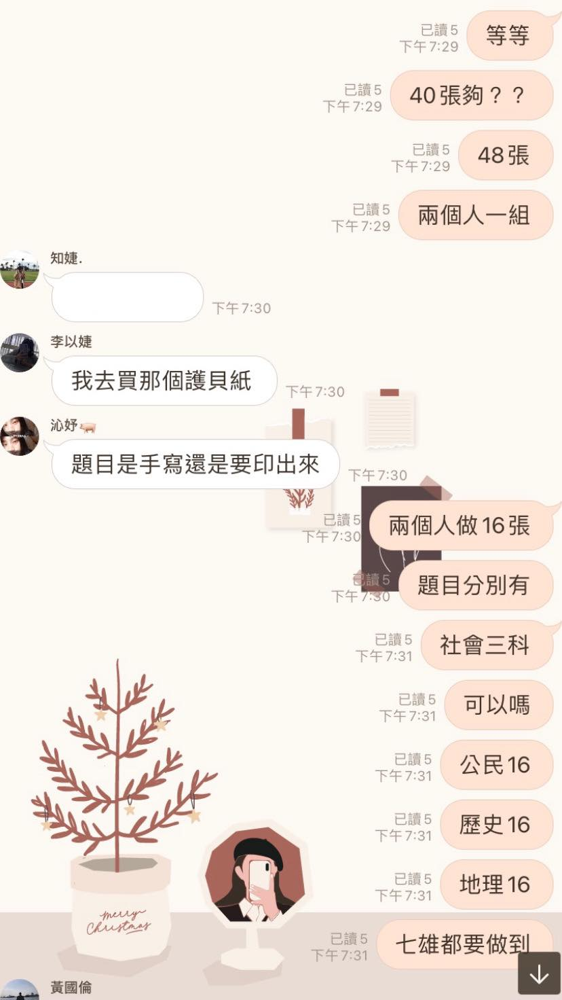 已讀5
下午7:29
等等
已讀5
下午7:29
40張夠？？
已讀5
下午7:29
48張
已讀5
下午7:29
兩個人一組
知婕.
下午7:30
李以婕
我去買那個護貝紙
下午7:30
沁妤🐖
題目是手寫還是要印出來
下午7:30
已讀5
下午7:30
兩個人做16張
已讀5
下午7:30
題目分別有
已讀5
下午7:31
社會三科
已讀5
下午7:31
可以嗎
已讀5
下午7:31
公民16
已讀5
下午7:31
歷史16
已讀5
下午7:31
地理16
已讀5
下午7:31
七雄都要做到
merry
Christmas
黃國倫